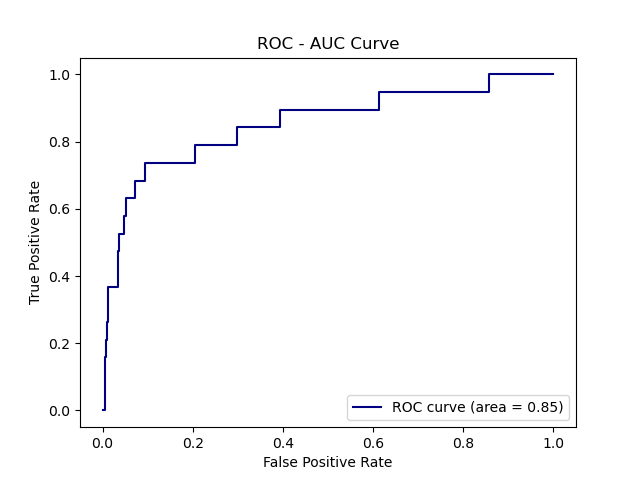 ROC - AUC Curve
1.0
0.8
0.6
0.4
0.2
0.0
True Positive Rate
ROC curve (area = 0.85)
0.0 0.2 0.4 0.6 0.8 1.0
False Positive Rate